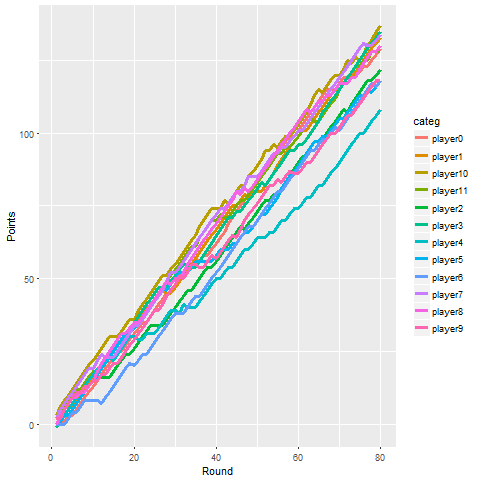 100
50
0
Points
0
20
40
60
80
Round
categ
player0
player1
player10
player11
player2
player3
player4
player5
player6
player7
player8
player9